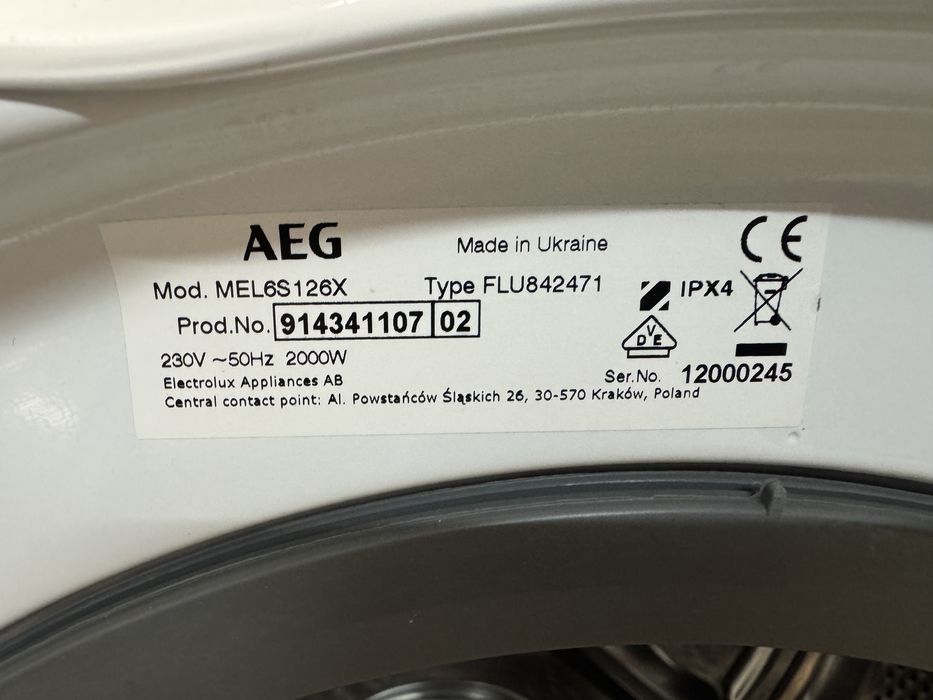 AEG
Made in Ukraine
CE
Mod. MEL6S126X
Type FLU842471
IPX4
Prod.No. 914341107 02
DVE
230V ~50Hz 2000W
Electrolux Appliances AB
Ser.No. 12000245
Central contact point: Al. Powstańców Śląskich 26, 30-570 Kraków, Poland